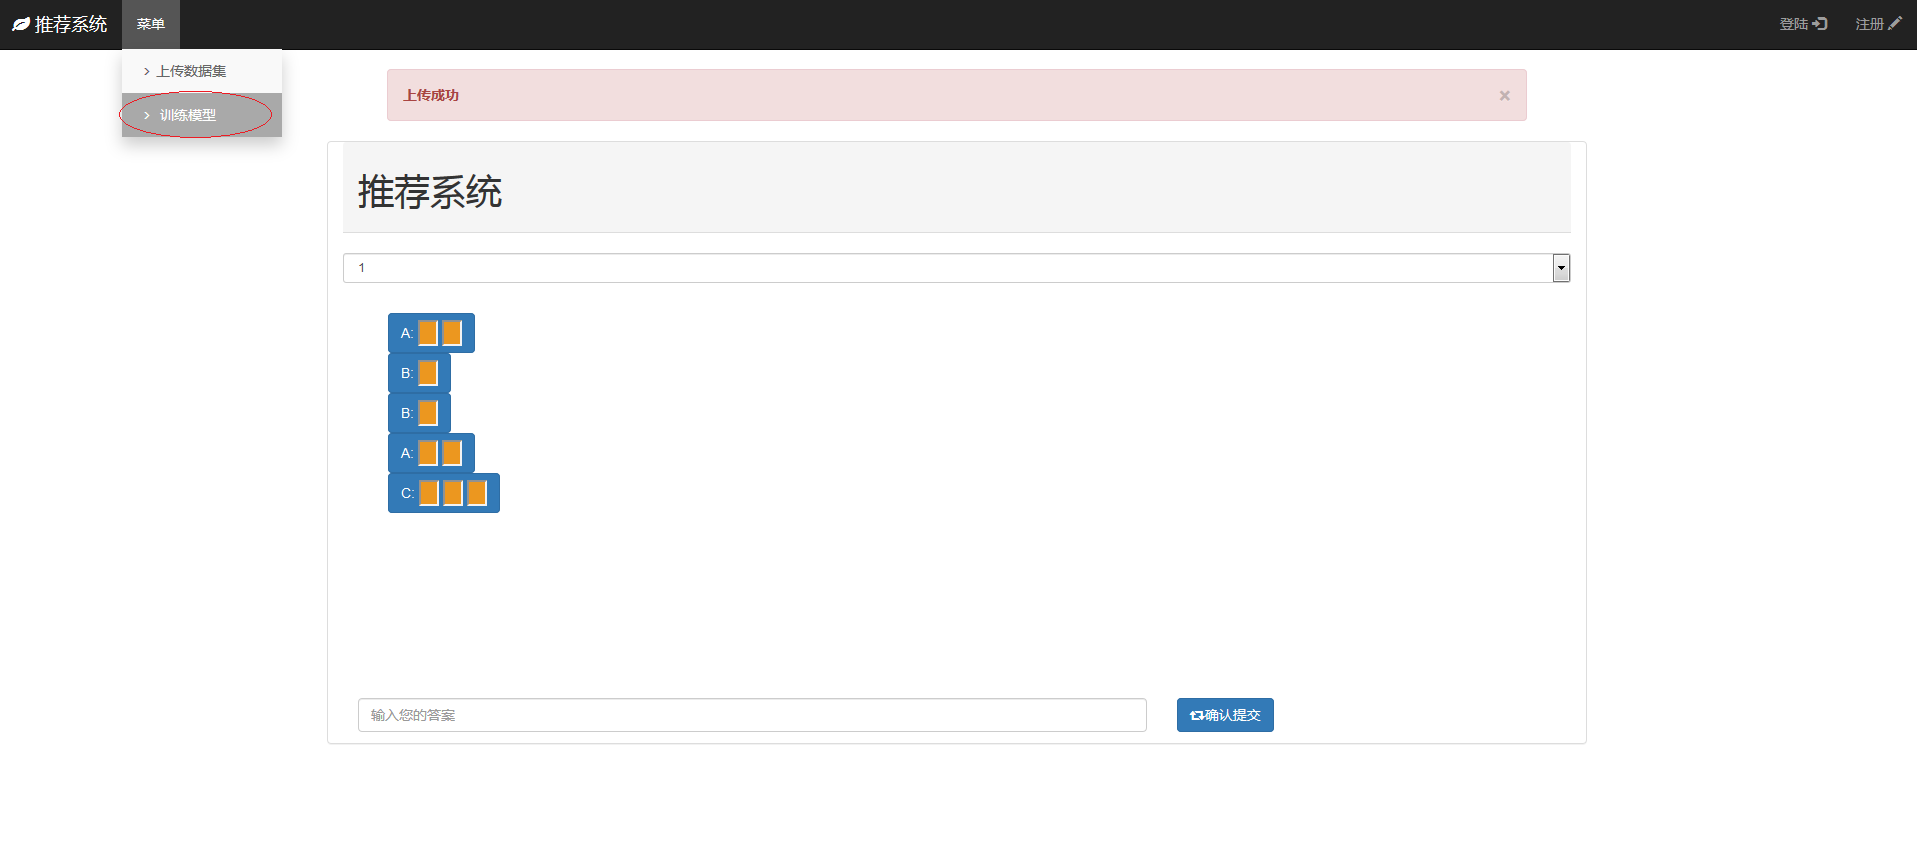 推荐系统 菜单 登陆 注册
> 上传数据集
> 训练模型
上传成功 ×
推荐系统
1
A:
B:
B:
A:
C:
输入您的答案 确认提交